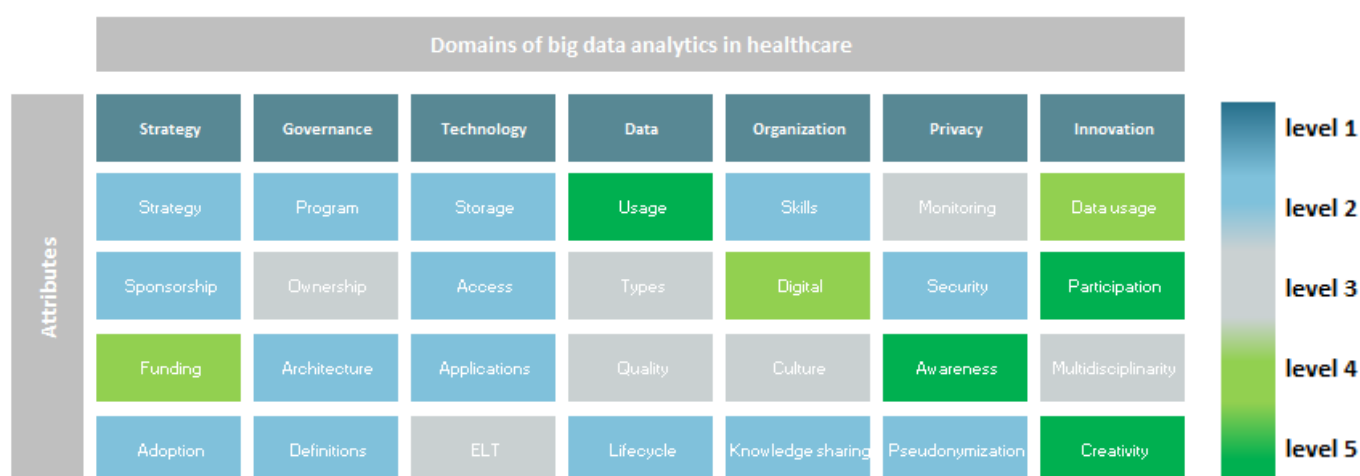 Domains of big data analytics in healthcare
Attributes
Strategy Governance Technology Data Organization Privacy Innovation
Strategy Program Storage Usage Skills Monitoring Data usage
Sponsorship Ownership Access Types Digital Security Participation
Funding Architecture Applications Quality Culture Awareness Multidisciplinarity
Adoption Definitions ELT Lifecycle Knowledge sharing Pseudonymization Creativity
level 1
level 2
level 3
level 4
level 5